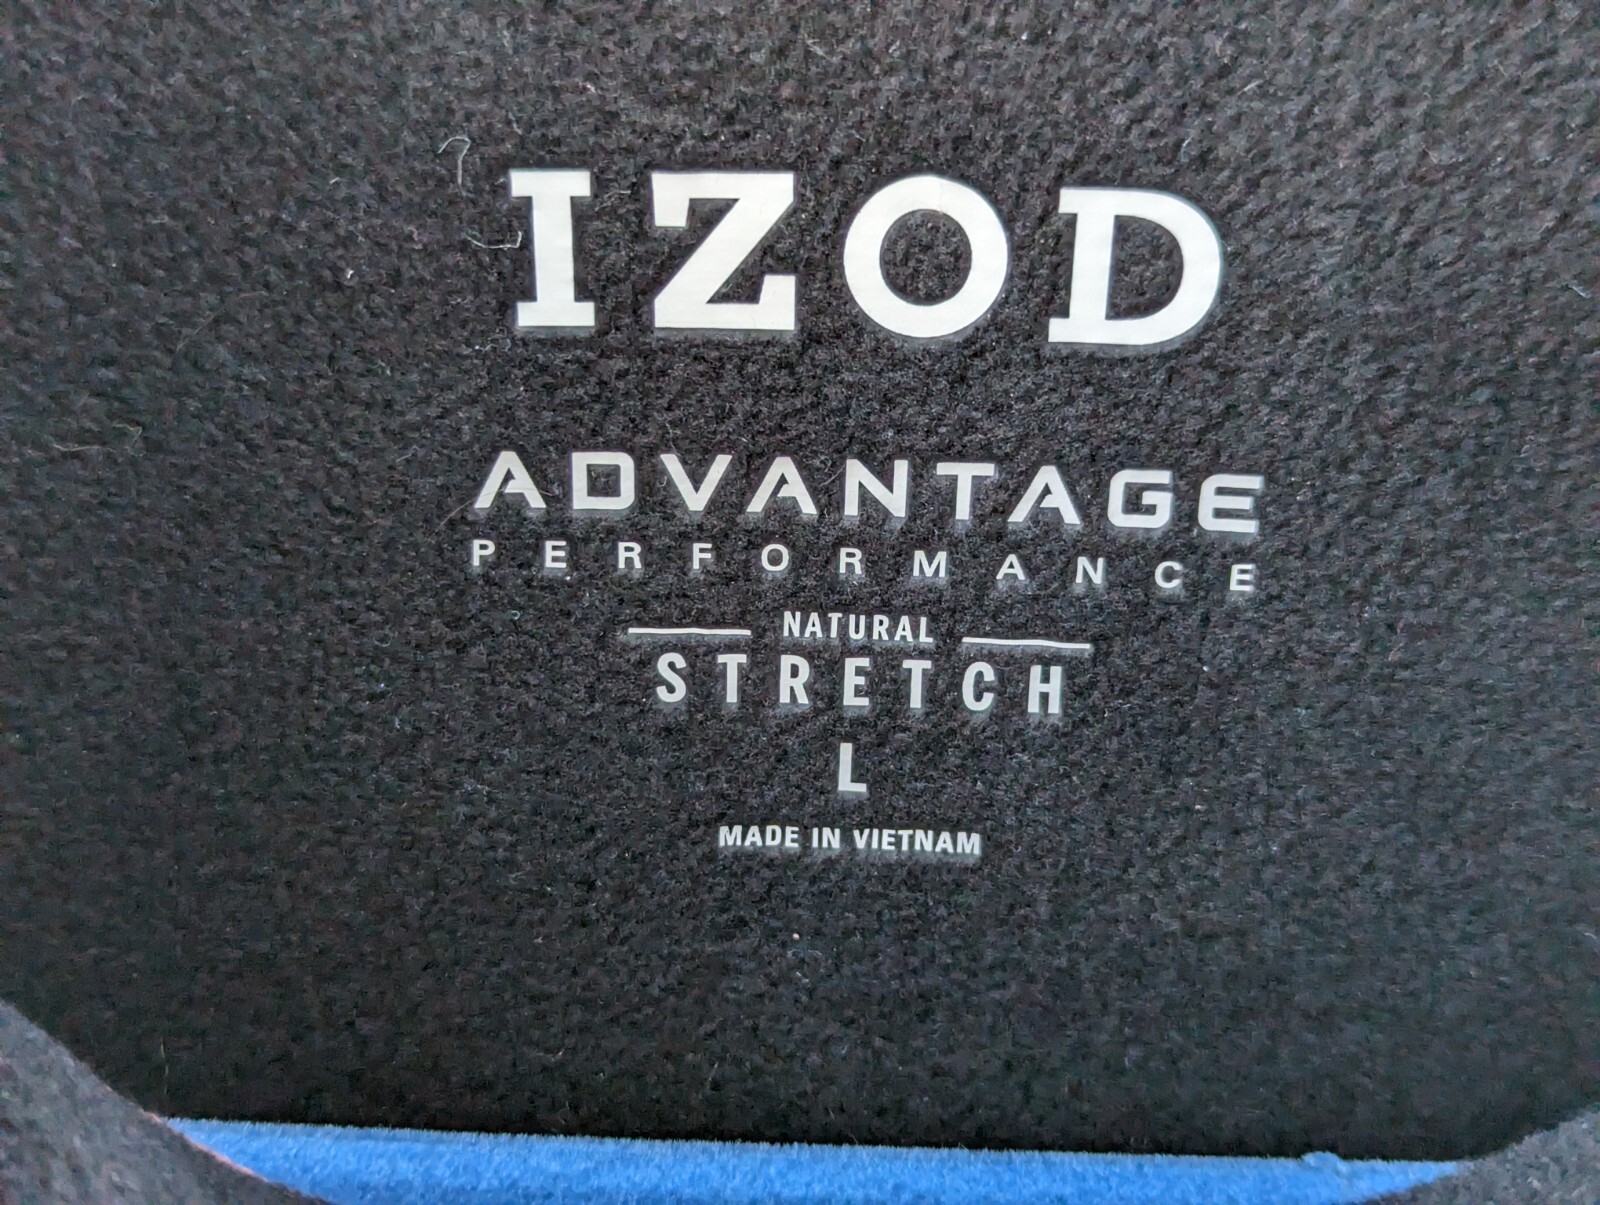 IZOD
ADVANTAGE
PERFORMANCE
NATURAL
STRETCH
L
MADE IN VIETNAM